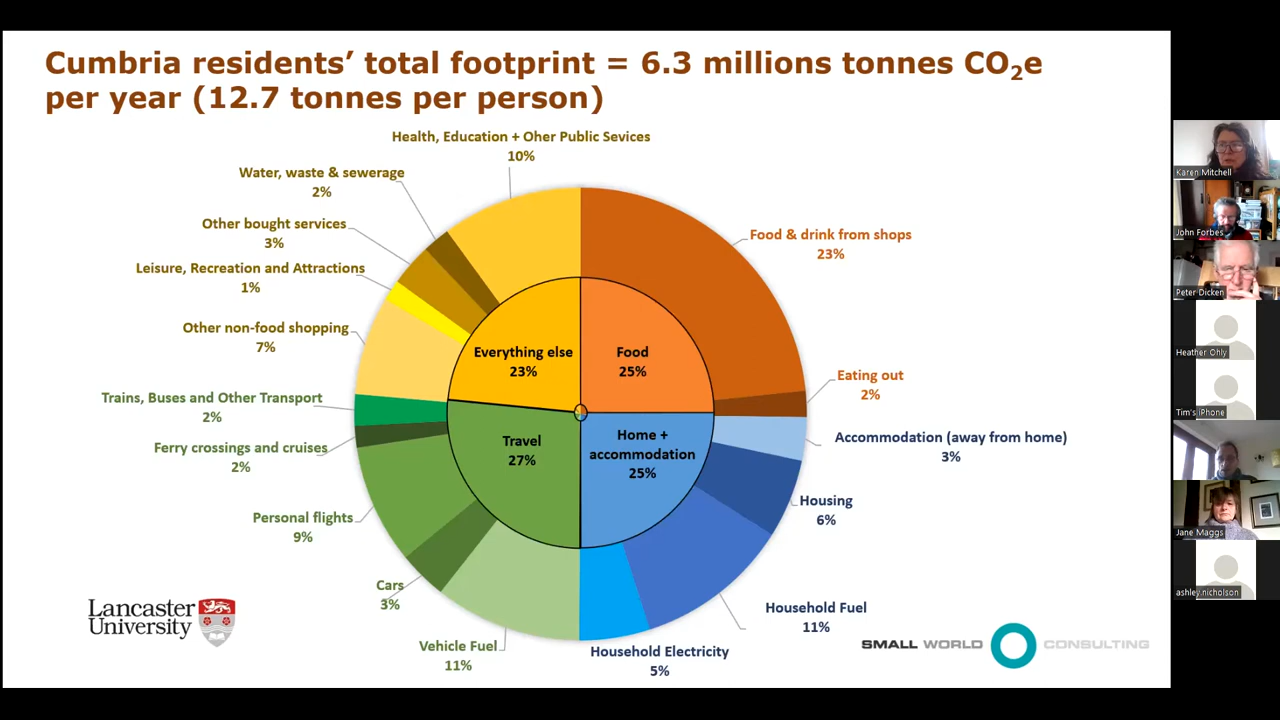 Cumbria residents’ total footprint = 6.3 millions tonnes CO₂e
per year (12.7 tonnes per person)
Health, Education + Oher Public Sevices
10%
Water, waste & sewerage
2%
Other bought services
3%
Leisure, Recreation and Attractions
1%
Other non-food shopping
7%
Trains, Buses and Other Transport
2%
Ferry crossings and cruises
2%
Personal flights
9%
Cars
3%
Vehicle Fuel
11%
Food & drink from shops
23%
Eating out
2%
Accommodation (away from home)
3%
Housing
6%
Household Fuel
11%
Household Electricity
5%
Everything else
23%
Food
25%
Travel
27%
Home +
accommodation
25%
Lancaster
University
SMALL WORLD CONSULTING
Karen Mitchell
John Forbes
Peter Dicken
Heather Ohly
Tim's iPhone
Jane Maggs
ashley.nicholson